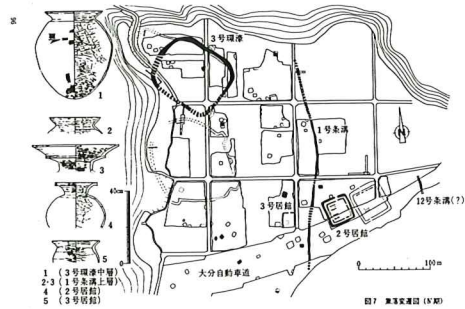 96
3号環濠
1
1号条溝
2
N
3
40cm
3号居館
12号条溝(?)
4
2号居館
5
大分自動車道
0 100m
1 (3号環濠中層)
2・3 (1号条溝上層)
4 (2号居館)
5 (3号居館)
図7 集落変遷図(Ⅳ期)